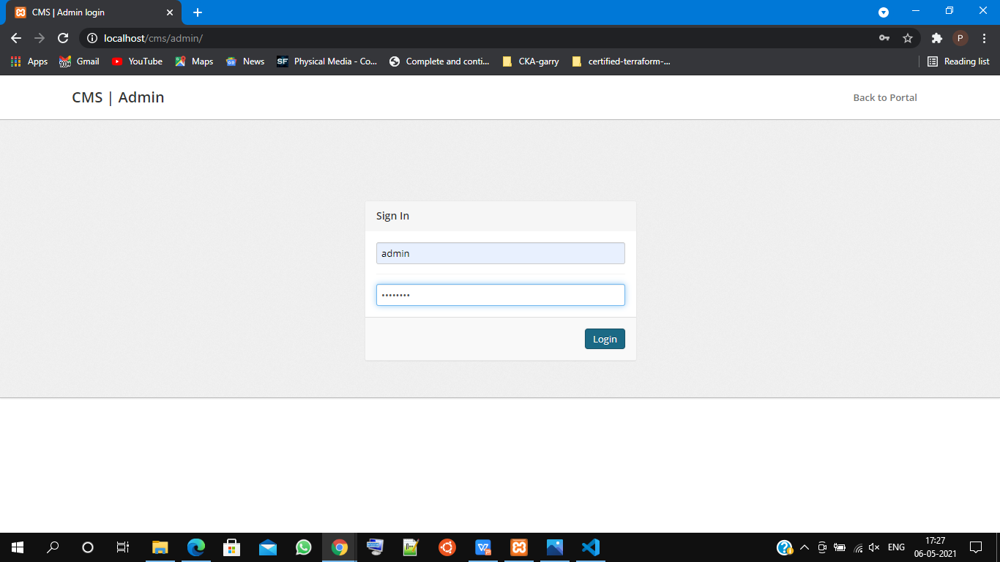 CMS | Admin login
localhost/cms/admin/
P
Apps
100+
Gmail
YouTube
Maps
News
SF
Physical Media - Co...
Complete and conti...
CKA-garry
certified-terraform-...
Reading list
CMS | Admin
Back to Portal
Sign In
admin
••••••••
Login
ENG
17:27
06-05-2021